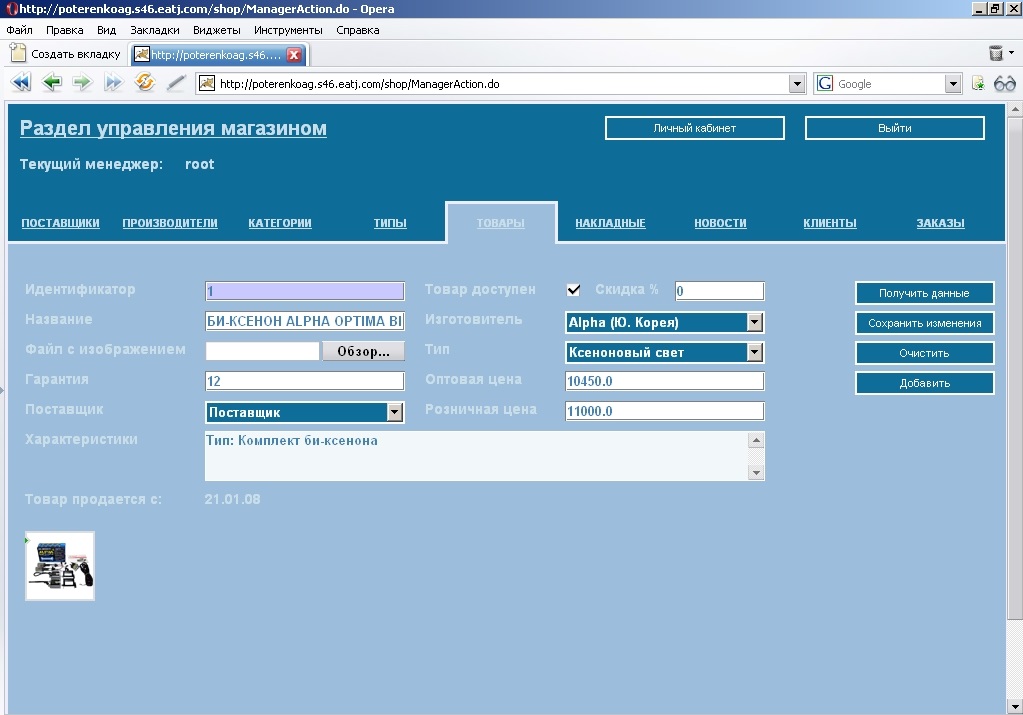 http://poterenkoag.s46.eatj.com/shop/ManagerAction.do - Opera
Файл Правка Вид Закладки Виджеты Инструменты Справка
Создать вкладку http://poterenkoag.s46....
http://poterenkoag.s46.eatj.com/shop/ManagerAction.do Google
Раздел управления магазином Личный кабинет Выйти
Текущий менеджер: root
ПОСТАВЩИКИ ПРОИЗВОДИТЕЛИ КАТЕГОРИИ ТИПЫ ТОВАРЫ НАКЛАДНЫЕ НОВОСТИ КЛИЕНТЫ ЗАКАЗЫ
Идентификатор 1 Товар доступен Скидка % 0 Получить данные
Название БИ-КСЕНОН ALPHA OPTIMA BI Изготовитель Alpha (Ю. Корея) Сохранить изменения
Файл с изображением Обзор... Тип Ксеноновый свет Очистить
Гарантия 12 Оптовая цена 10450.0 Добавить
Поставщик Поставщик Розничная цена 11000.0
Характеристики Тип: Комплект би-ксенона
Товар продается с: 21.01.08